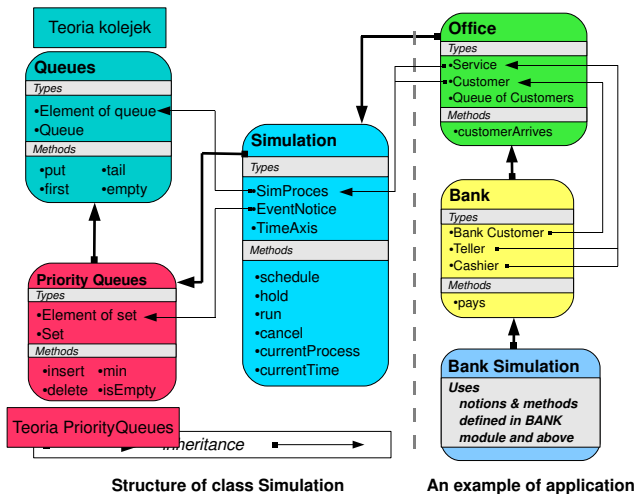 Teoria kolejek
Queues
Types
•Element of queue
•Queue
Methods
•put •tail
•first •empty
Priority Queues
Types
•Element of set
•Set
Methods
•insert •min
•delete •isEmpty
Teoria PriorityQueues
inheritance
Simulation
Types
•SimProces
•EventNotice
•TimeAxis
Methods
•schedule
•hold
•run
•cancel
•currentProcess
•currentTime
Structure of class Simulation
Office
Types
•Service
•Customer
•Queue of Customers
Methods
•customerArrives
Bank
Types
•Bank Customer
•Teller
•Cashier
Methods
•pays
Bank Simulation
Uses
notions & methods
defined in BANK
module and above
An example of application